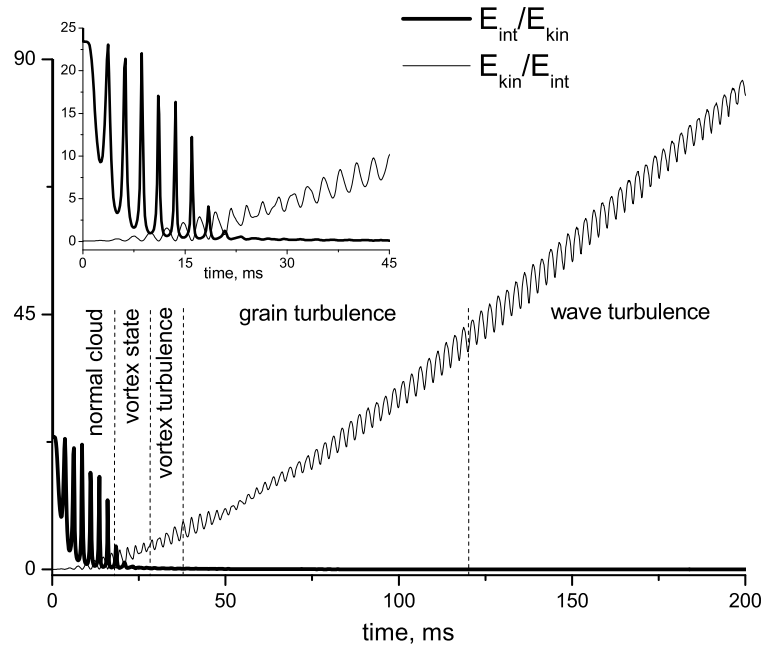 E_int/E_kin
E_kin/E_int
25
20
15
10
5
0
0 15 30 45
time, ms
90
45
0
normal cloud
vortex state
vortex turbulence
grain turbulence
wave turbulence
0 50 100 150 200
time, ms